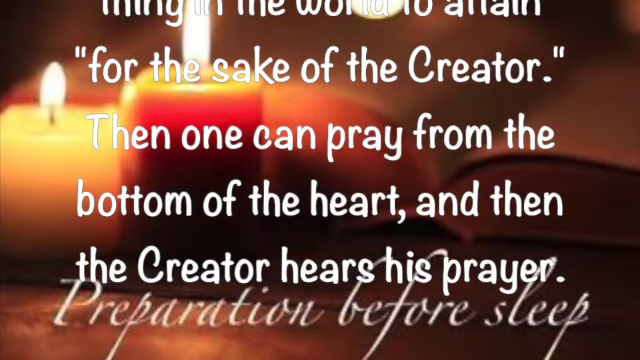 thing in the world to attain
"for the sake of the Creator."
Then one can pray from the
bottom of the heart, and then
the Creator hears his prayer.
Preparation before sleep